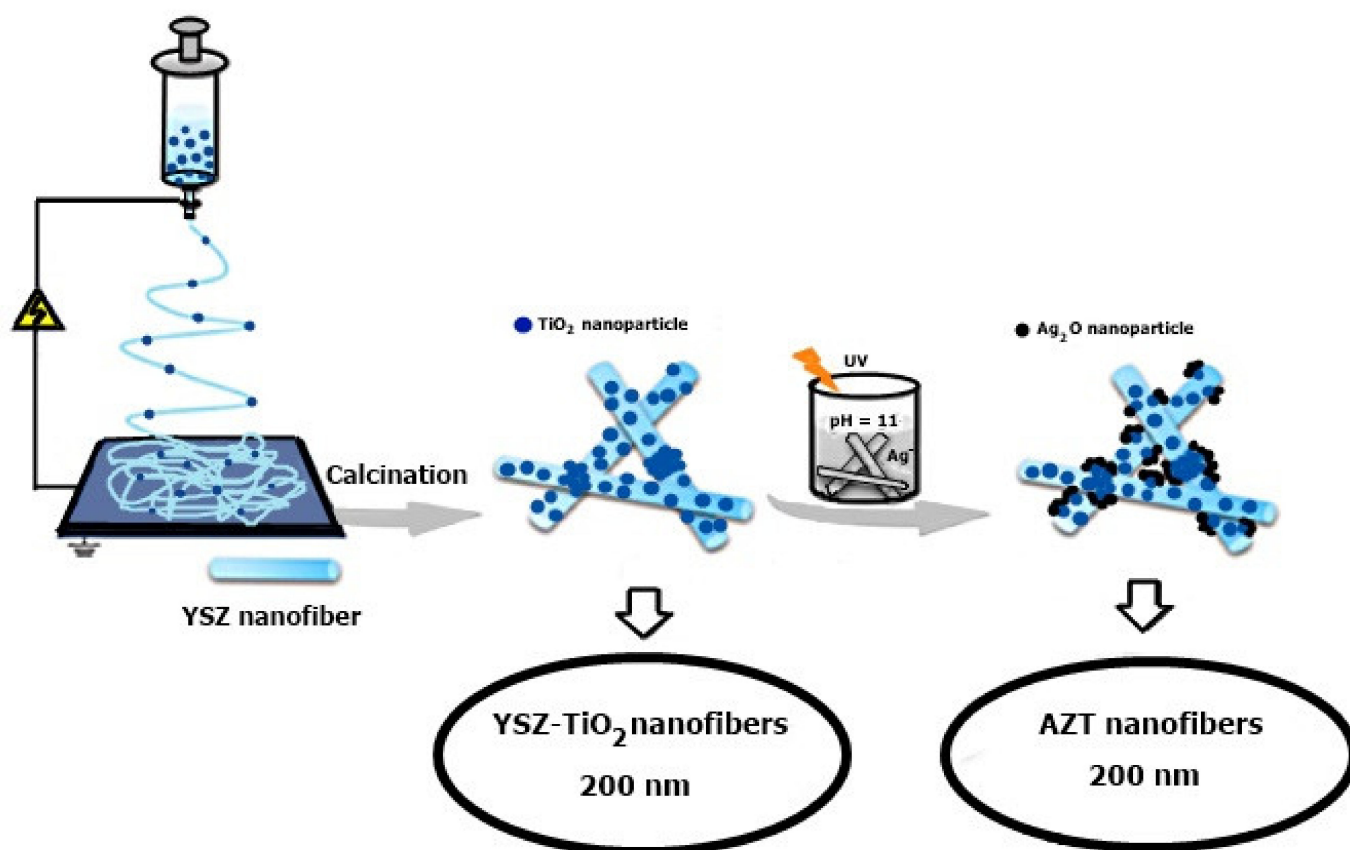 TiO₂ nanoparticle
Ag₂O nanoparticle
UV
pH = 11
Ag⁻
Calcination
YSZ nanofiber
YSZ-TiO₂ nanofibers
200 nm
AZT nanofibers
200 nm